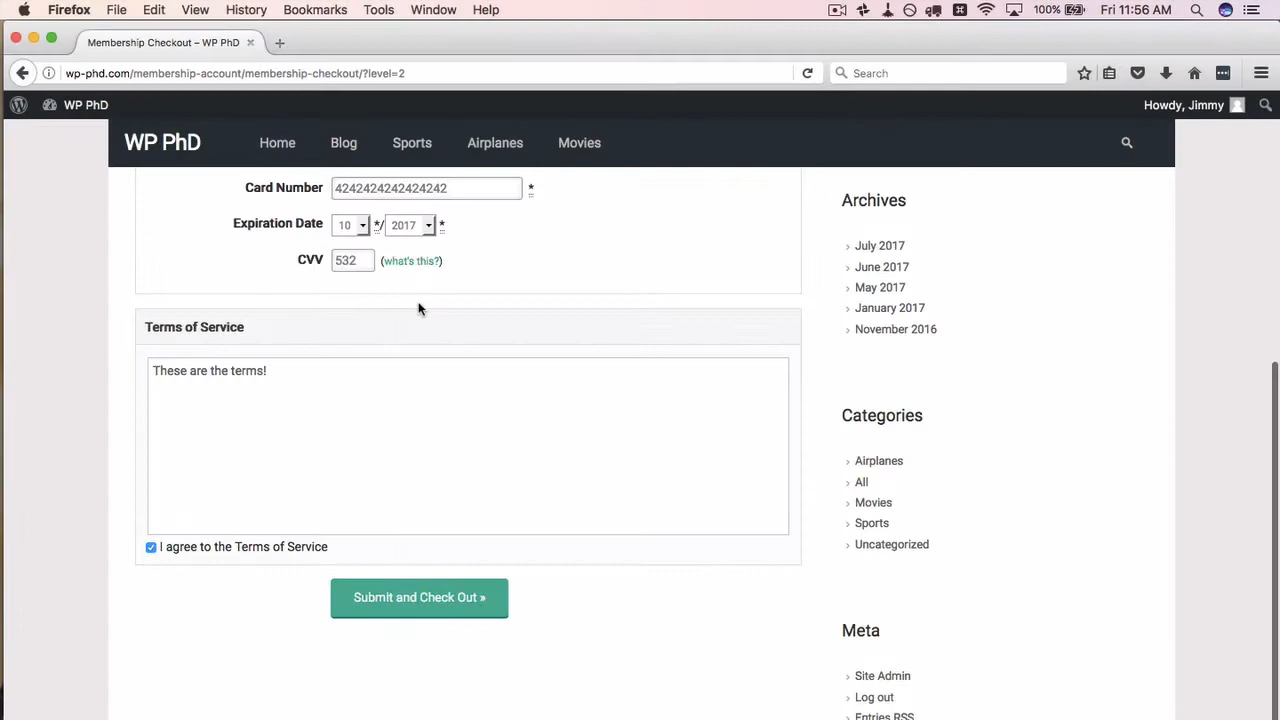 Firefox File Edit View History Bookmarks Tools Window Help 100% Fri 11:56 AM
Membership Checkout – WP PhD
wp-phd.com/membership-account/membership-checkout/?level=2 Search
WP PhD Howdy, Jimmy
WP PhD Home Blog Sports Airplanes Movies
Card Number 4242424242424242 *
Expiration Date 10 */ 2017 *
CVV 532 (what's this?)
Terms of Service
These are the terms!
I agree to the Terms of Service
Submit and Check Out »
Archives
July 2017
June 2017
May 2017
January 2017
November 2016
Categories
Airplanes
All
Movies
Sports
Uncategorized
Meta
Site Admin
Log out
Entries RSS